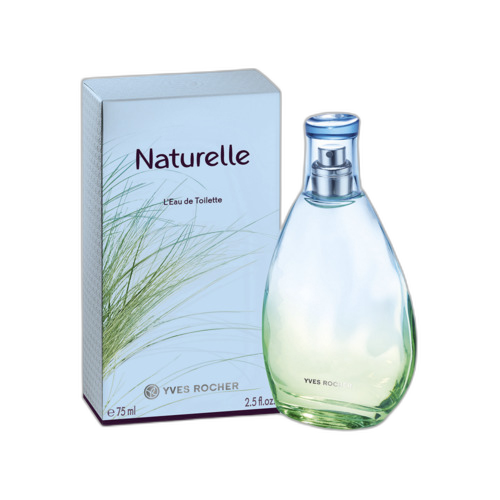 Naturelle
L'Eau de Toilette
YVES ROCHER
e 75 ml 2.5 fl.oz.
YVES ROCHER